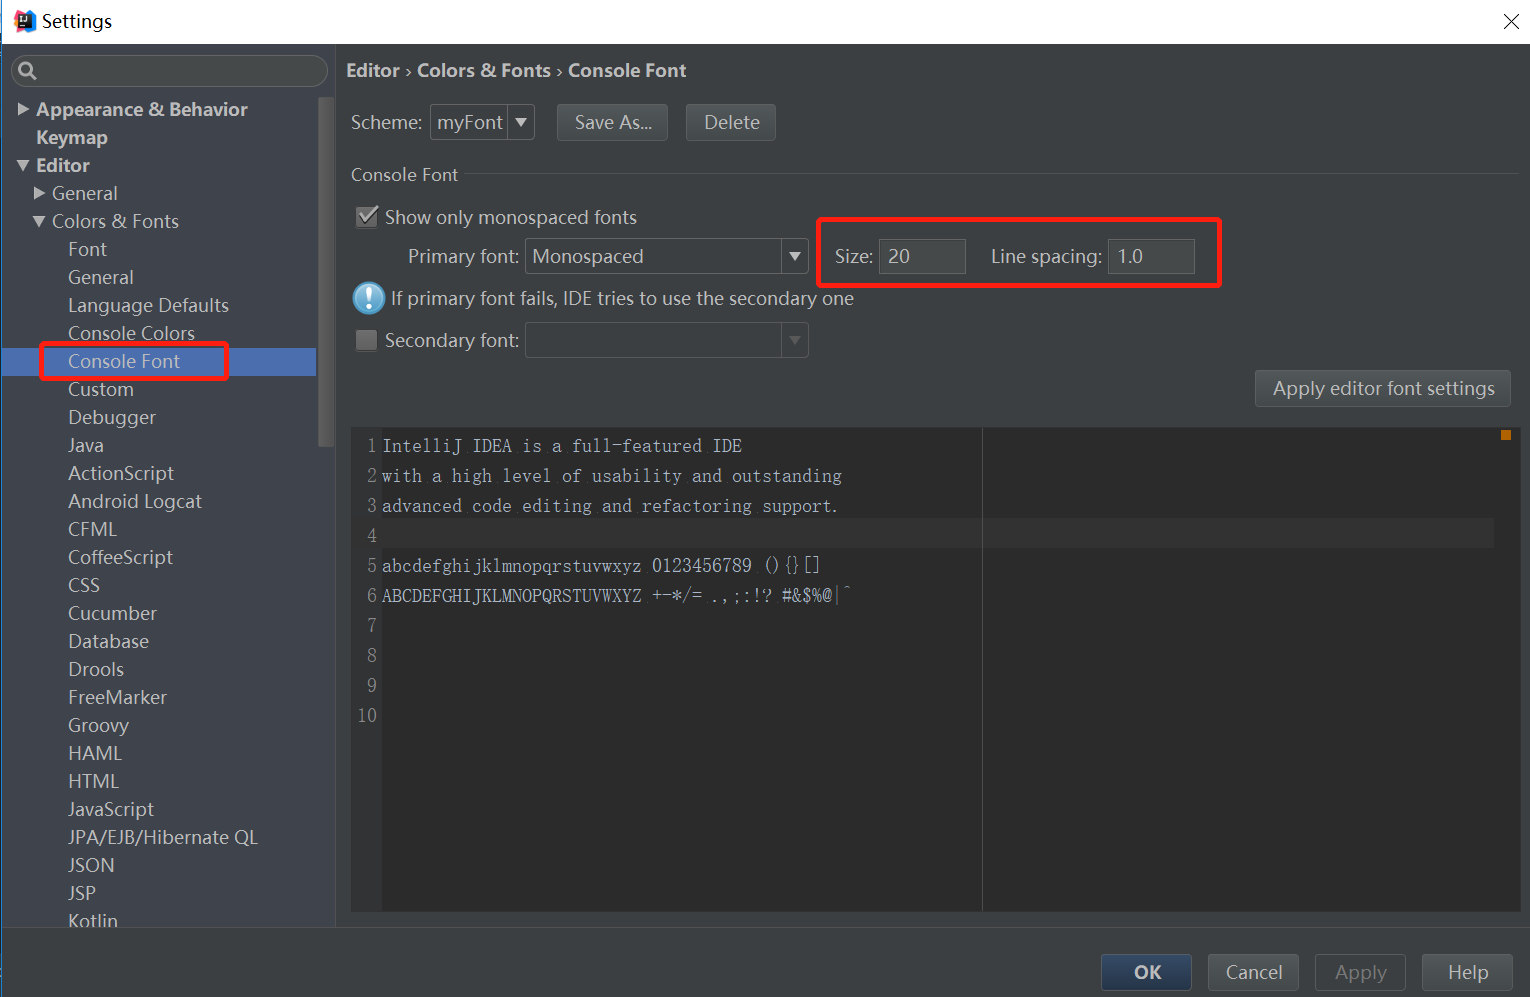 Settings
Editor › Colors & Fonts › Console Font
Appearance & Behavior
Keymap
Editor
General
Colors & Fonts
Font
General
Language Defaults
Console Colors
Console Font
Custom
Debugger
Java
ActionScript
Android Logcat
CFML
CoffeeScript
CSS
Cucumber
Database
Drools
FreeMarker
Groovy
HAML
HTML
JavaScript
JPA/EJB/Hibernate QL
JSON
JSP
Kotlin
Scheme: myFont Save As... Delete
Console Font
Show only monospaced fonts
Primary font: Monospaced Size: 20 Line spacing: 1.0
If primary font fails, IDE tries to use the secondary one
Secondary font:
Apply editor font settings
1 IntelliJ IDEA is a full-featured IDE
2 with a high level of usability and outstanding
3 advanced code editing and refactoring support.
4
5 abcdefghijklmnopqrstuvwxyz 0123456789 (){}[]
6 ABCDEFGHIJKLMNOPQRSTUVWXYZ +-*/= .,;:!? #&$%@|^
7
8
9
10
OK Cancel Apply Help